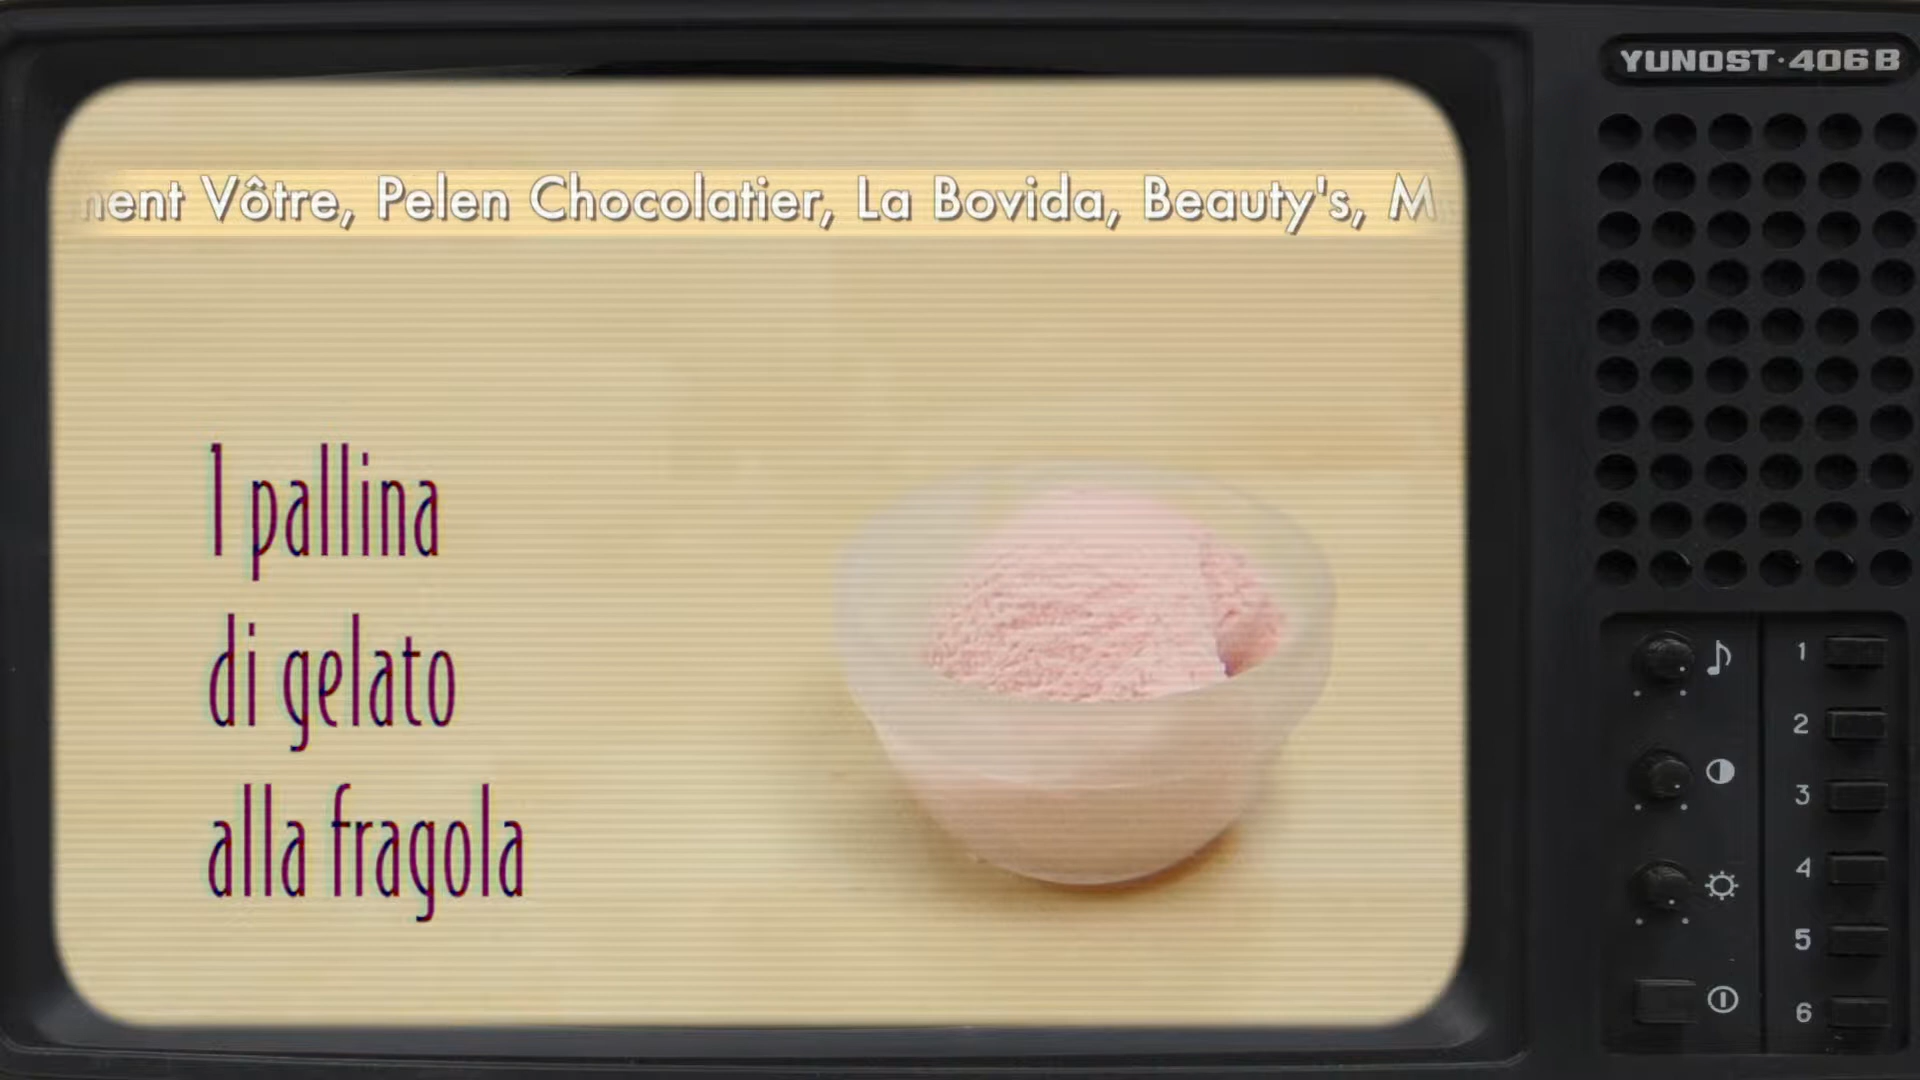 YUNOST·406B
Vôtre, Pelen Chocolatier, La Bovida, Beauty's,
1 pallina
di gelato
alla fragola
1
2
3
4
5
6